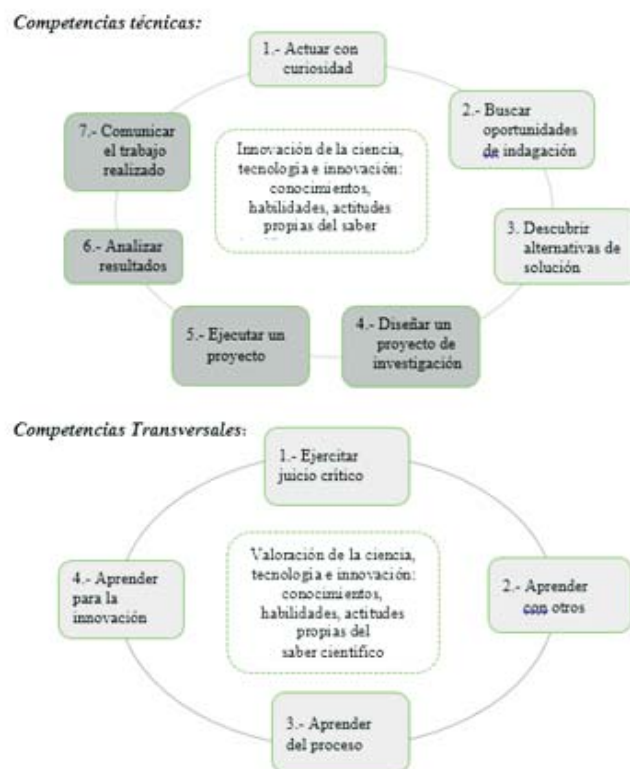 Competencias técnicas:
1.- Actuar con
curiosidad
2.- Buscar
oportunidades
de indagación
3. Descubrir
alternativas de
solución
4.- Diseñar un
proyecto de
investigación
5.- Ejecutar un
proyecto
6.- Analizar
resultados
7.- Comunicar
el trabajo
realizado
Innovación de la ciencia,
tecnología e innovación:
conocimientos,
habilidades, actitudes
propias del saber
Competencias Transversales:
1.- Ejercitar
juicio crítico
2.- Aprender
con otros
3.- Aprender
del proceso
4.- Aprender
para la
innovación
Valoración de la ciencia,
tecnología e innovación:
conocimientos,
habilidades, actitudes
propias del
saber científico